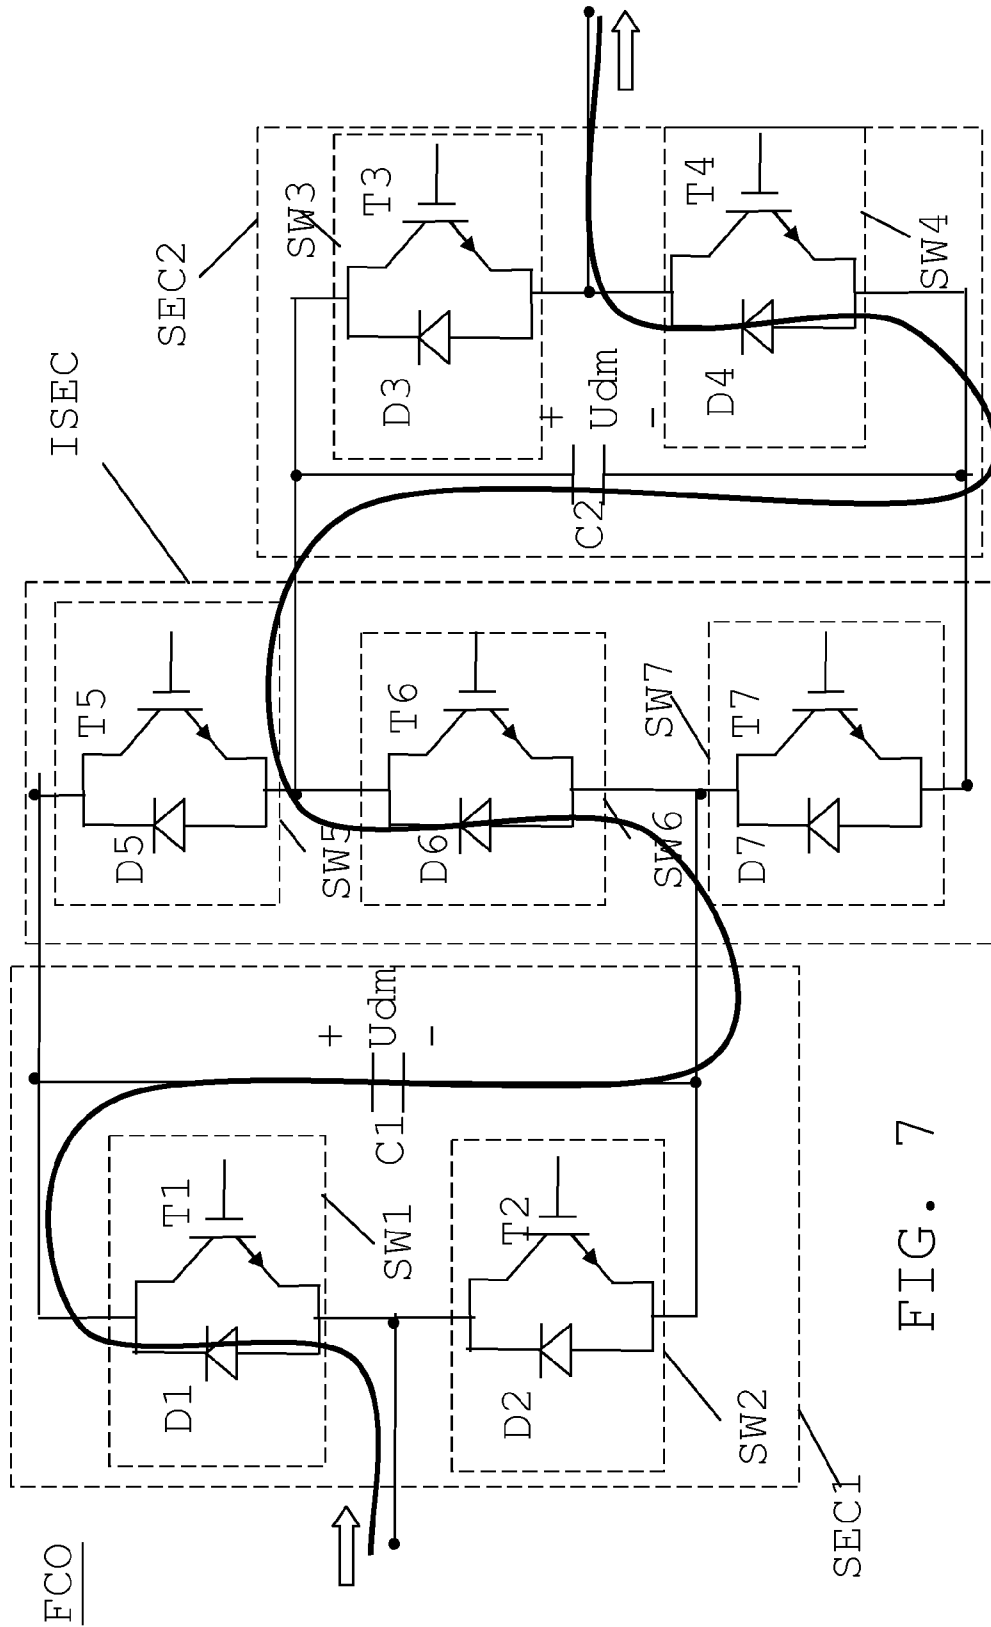 FCO
ISEC
SEC2
SW3
T3
D3
+
Udm
-
C2
T4
D4
SW4
T5
D5
SW5
T6
D6
SW6
SW7
T7
D7
+
Udm
-
C1
T1
D1
SW1
T2
D2
SW2
SEC1
FIG. 7